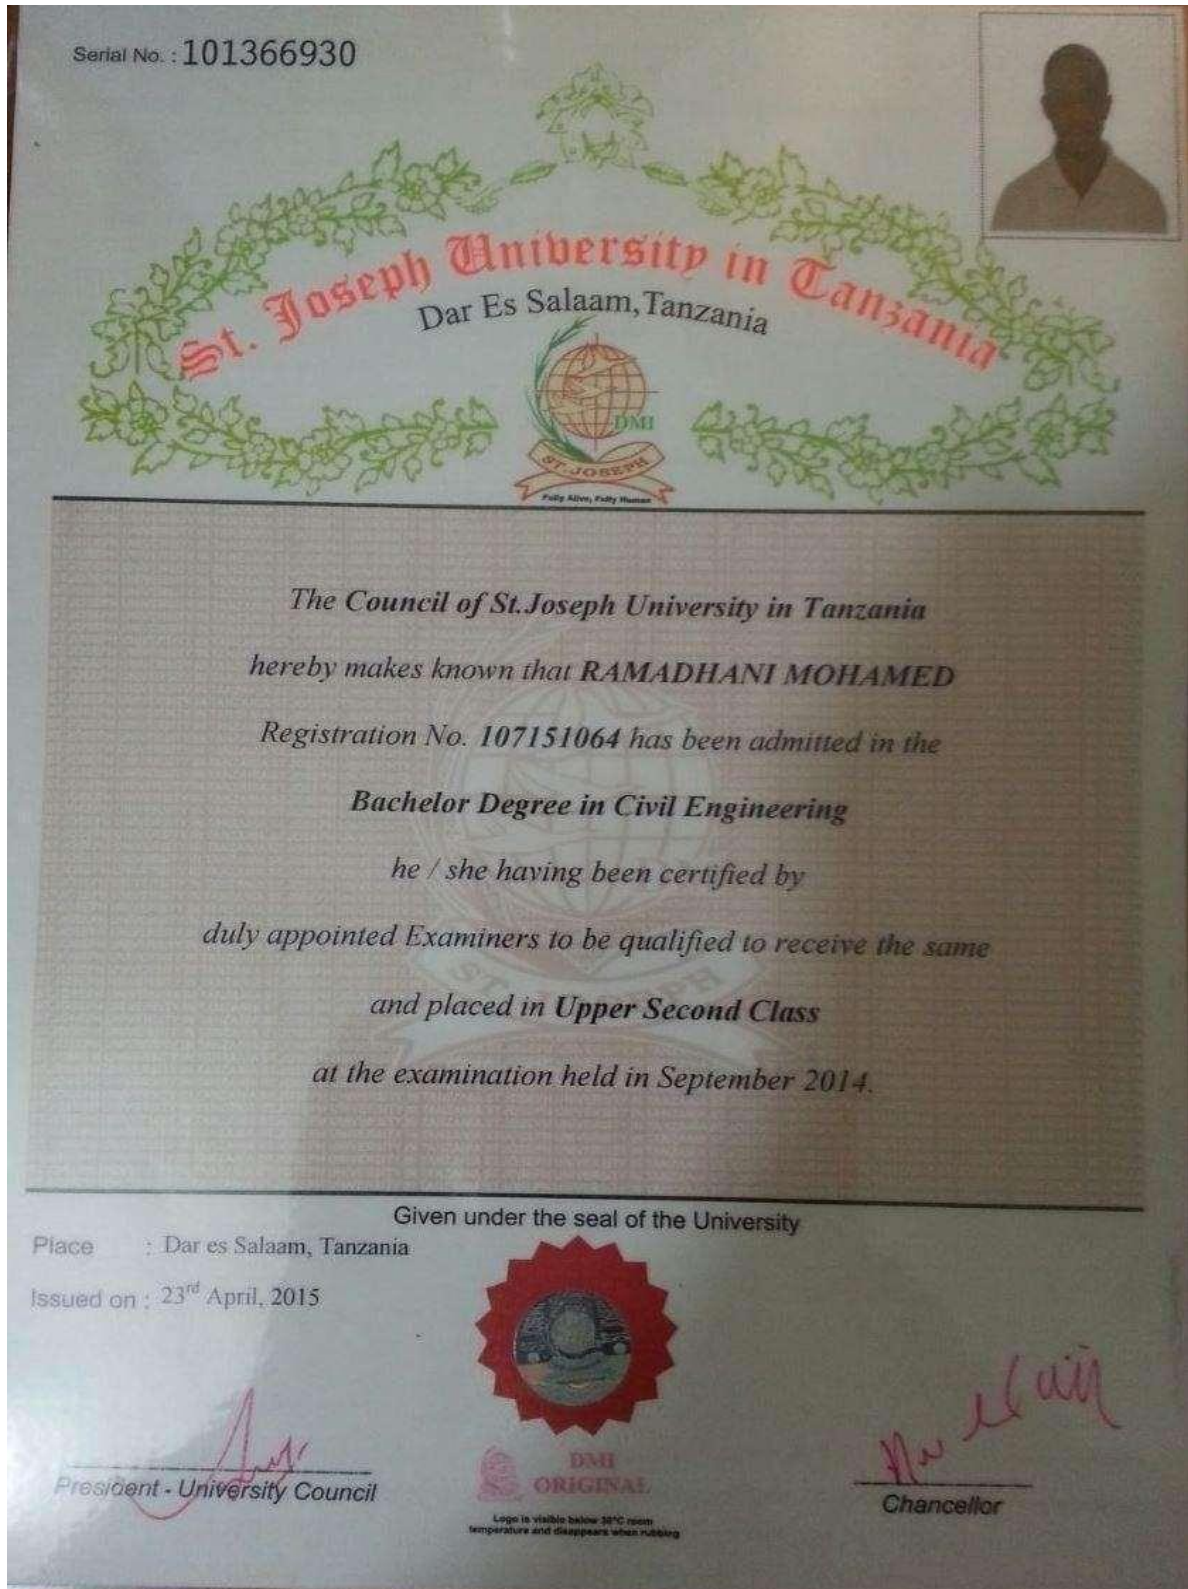 Serial No. : 101366930
St. Joseph University in Tanzania
Dar Es Salaam, Tanzania
DMI
ST. JOSEPH
Fully Alive, Fully Human
The Council of St.Joseph University in Tanzania
hereby makes known that RAMADHANI MOHAMED
Registration No. 107151064 has been admitted in the
Bachelor Degree in Civil Engineering
he / she having been certified by
duly appointed Examiners to be qualified to receive the same
and placed in Upper Second Class
at the examination held in September 2014.
Given under the seal of the University
Place : Dar es Salaam, Tanzania
Issued on : 23rd April, 2015
President - University Council
DMI
ORIGINAL
Logo is visible below 30°C room
temperature and disappears when rubbing
Chancellor